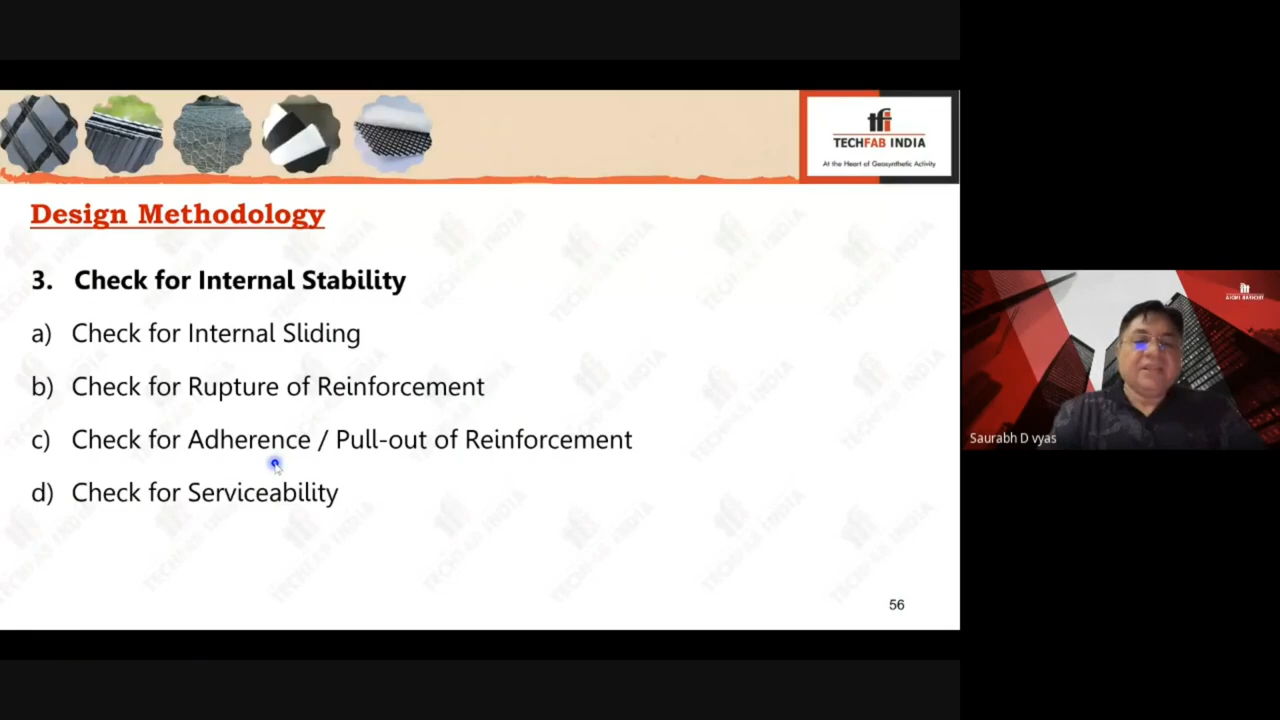 tfi
TECHFAB INDIA
At the Heart of Geosynthetic Activity
Design Methodology
3. Check for Internal Stability
a) Check for Internal Sliding
b) Check for Rupture of Reinforcement
c) Check for Adherence / Pull-out of Reinforcement
d) Check for Serviceability
56
Saurabh D vyas